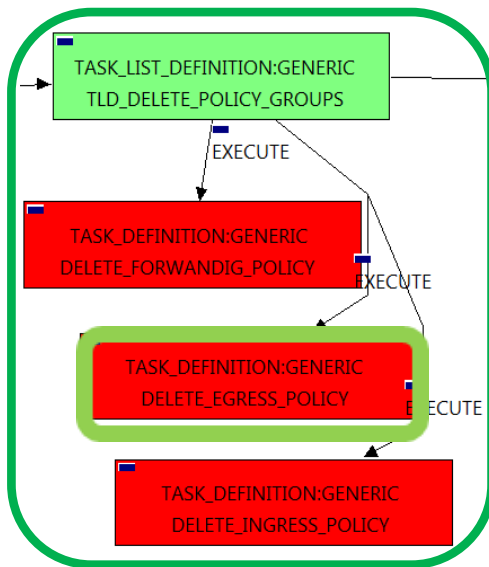 TASK_LIST_DEFINITION:GENERIC
TLD_DELETE_POLICY_GROUPS
EXECUTE
TASK_DEFINITION:GENERIC
DELETE_FORWANDIG_POLICY
EXECUTE
TASK_DEFINITION:GENERIC
DELETE_EGRESS_POLICY
EXECUTE
TASK_DEFINITION:GENERIC
DELETE_INGRESS_POLICY